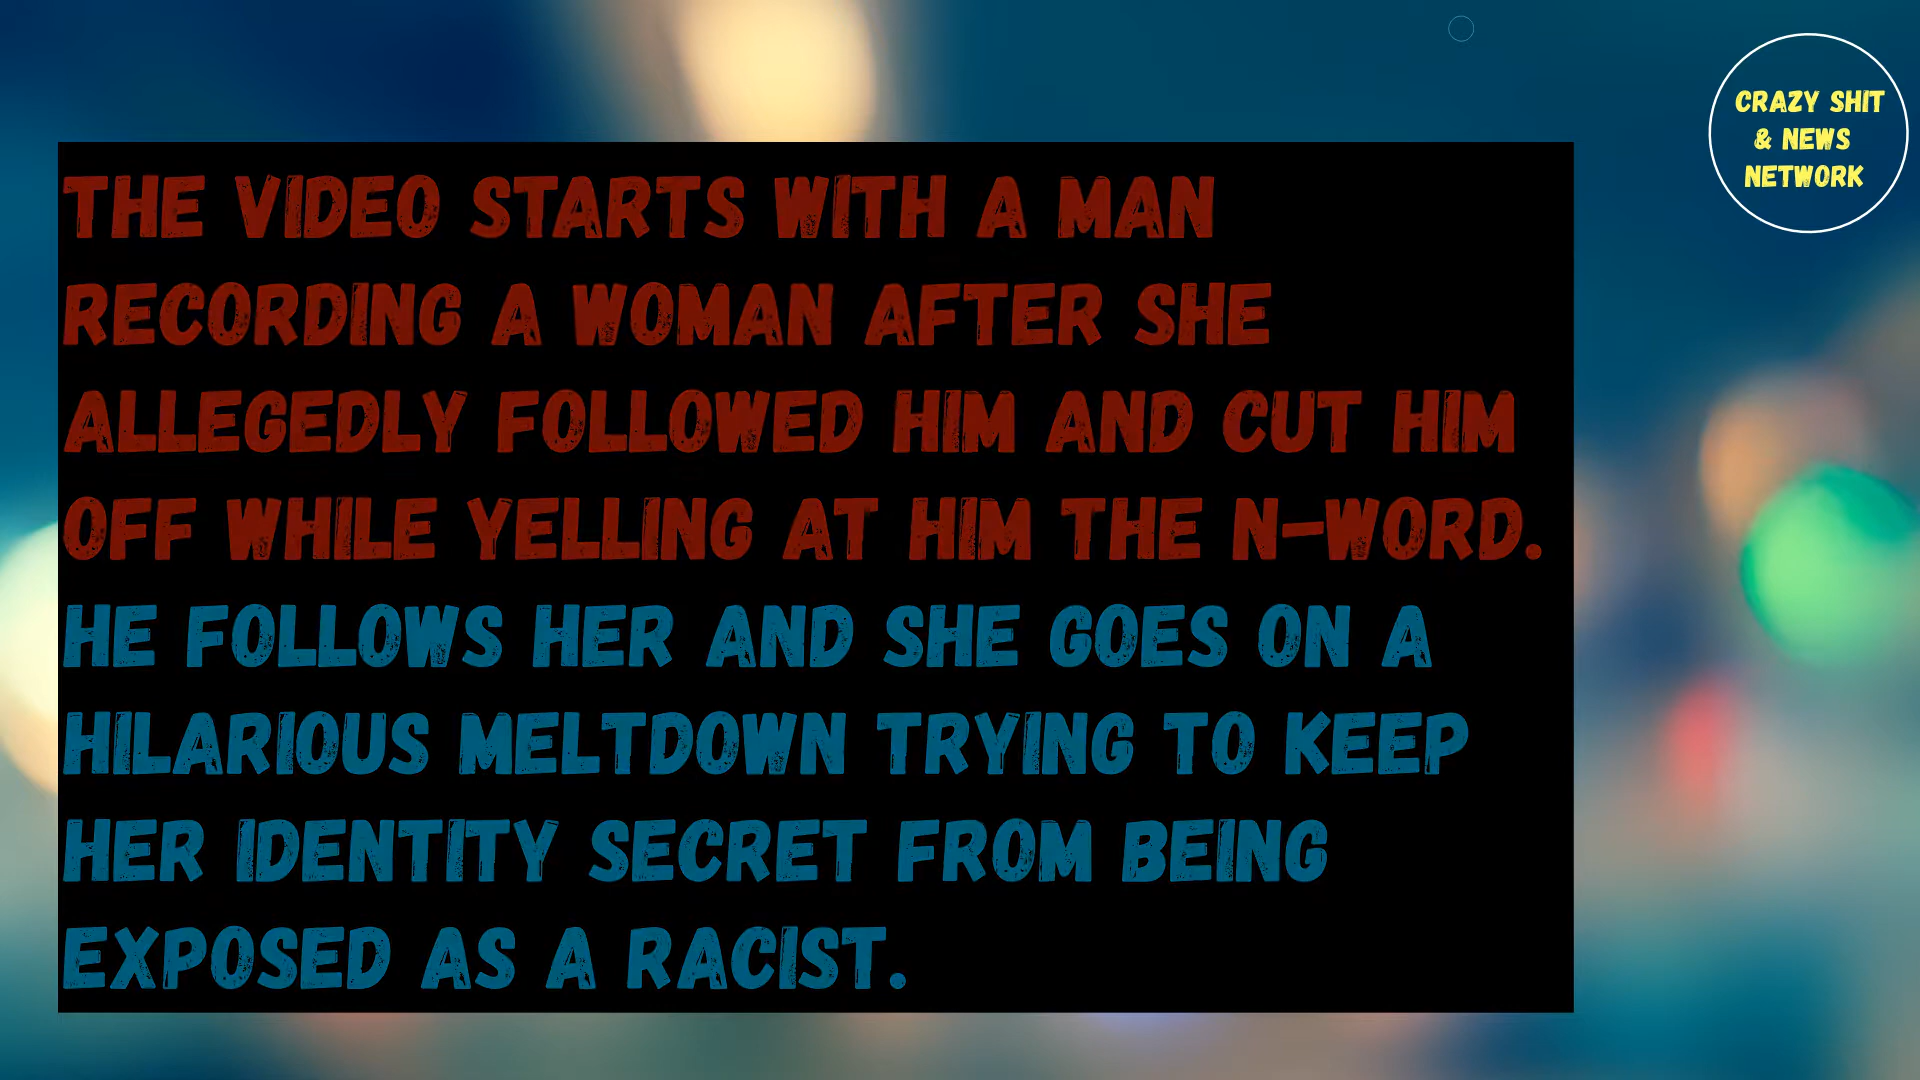 CRAZY SHIT
& NEWS
NETWORK
THE VIDEO STARTS WITH A MAN
RECORDING A WOMAN AFTER SHE
ALLEGEDLY FOLLOWED HIM AND CUT HIM
OFF WHILE YELLING AT HIM THE N-WORD.
HE FOLLOWS HER AND SHE GOES ON A
HILARIOUS MELTDOWN TRYING TO KEEP
HER IDENTITY SECRET FROM BEING
EXPOSED AS A RACIST.